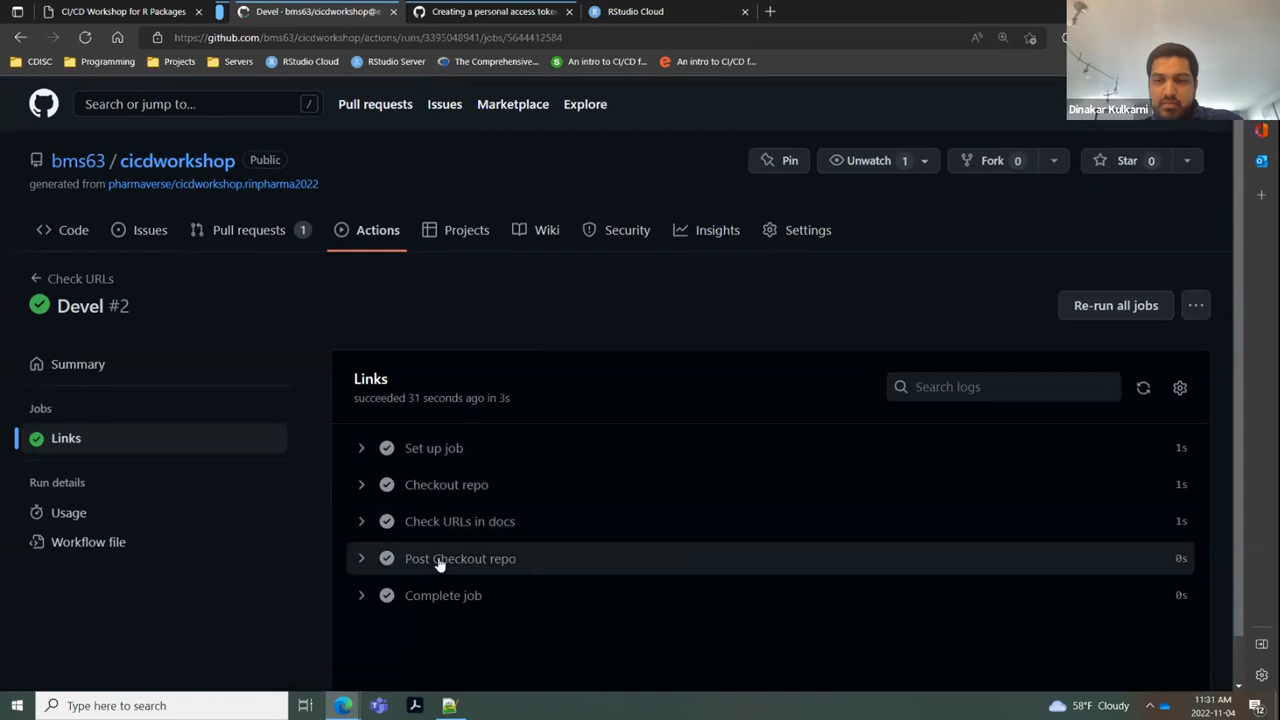 CI/CD Workshop for R Packages
Devel · bms63/cicdworkshop@e
Creating a personal access toke
RStudio Cloud
https://github.com/bms63/cicdworkshop/actions/runs/3395048941/jobs/5644412584
CDISC
Programming
Projects
Servers
RStudio Cloud
RStudio Server
The Comprehensive...
An intro to CI/CD f...
An intro to CI/CD f...
Dinakar Kulkarni
Search or jump to...
/
Pull requests
Issues
Marketplace
Explore
bms63 / cicdworkshop
Public
Pin
Unwatch 1
Fork 0
Star 0
generated from pharmaverse/cicdworkshop.rinpharma2022
Code
Issues
Pull requests 1
Actions
Projects
Wiki
Security
Insights
Settings
Check URLs
Devel #2
Re-run all jobs
Summary
Jobs
Links
Run details
Usage
Workflow file
Links
succeeded 31 seconds ago in 3s
Search logs
Set up job 1s
Checkout repo 1s
Check URLs in docs 1s
Post Checkout repo 0s
Complete job 0s
Type here to search
58°F Cloudy
11:31 AM
2022-11-04
12